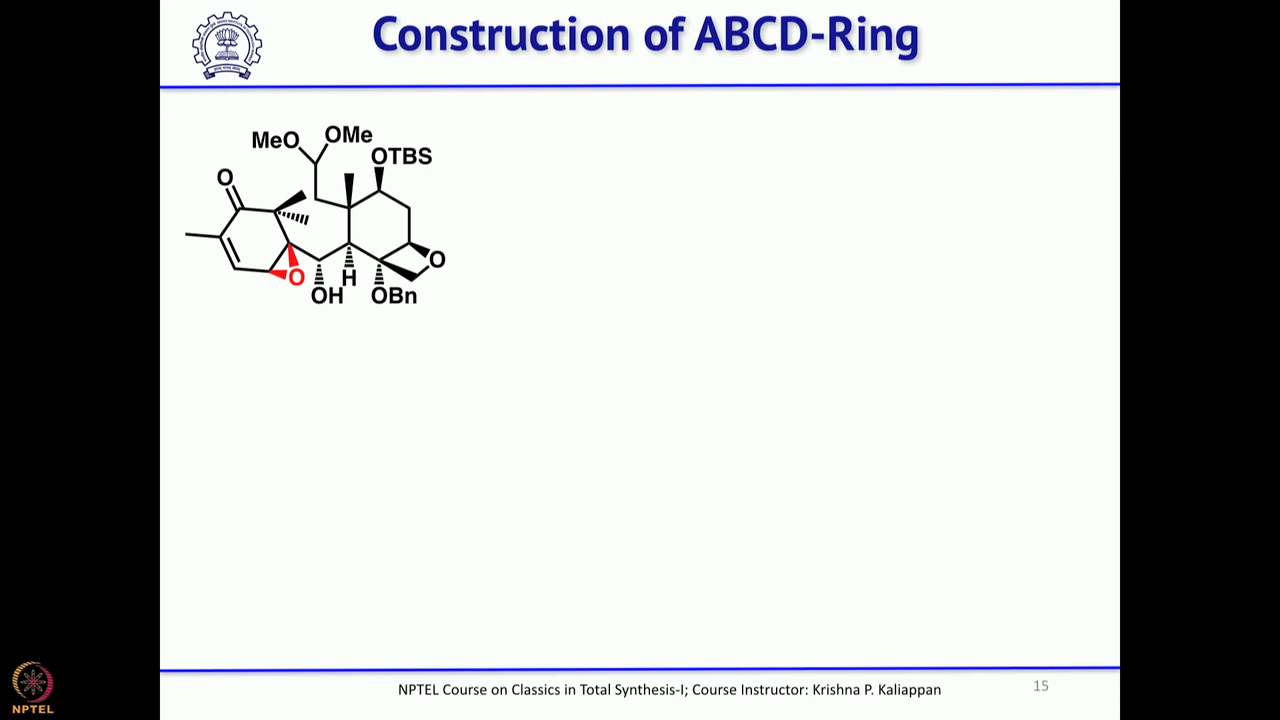 Construction of ABCD-Ring
MeO OMe
OTBS
O
O
O
H
OH OBn
NPTEL Course on Classics in Total Synthesis-I; Course Instructor: Krishna P. Kaliappan
15
NPTEL